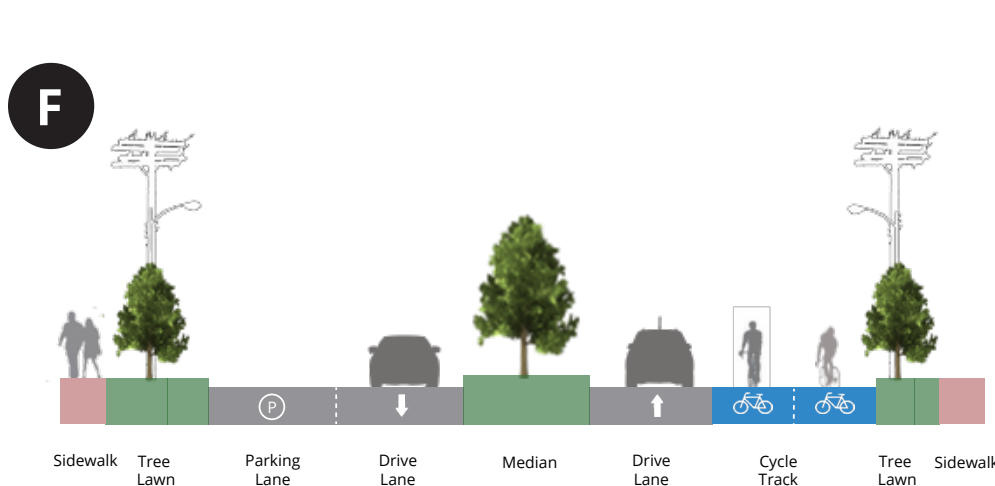 F
P
Sidewalk
Tree
Lawn
Parking
Lane
Drive
Lane
Median
Drive
Lane
Cycle
Track
Tree
Lawn
Sidewalk